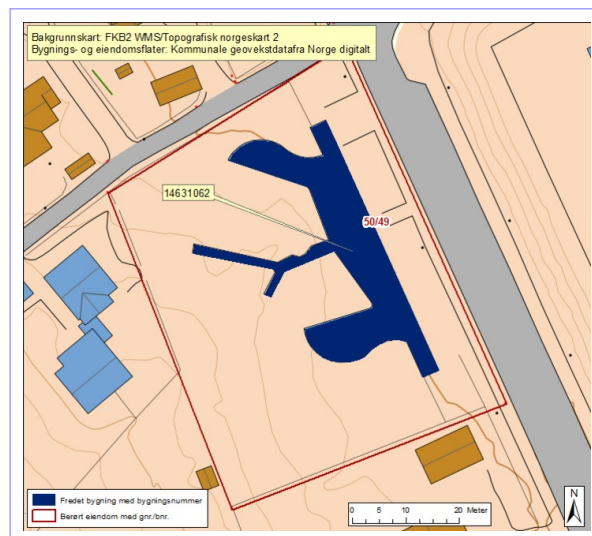 Bakgrunnskart: FKB2 WMS/Topografisk norgeskart 2
Bygnings- og eiendomsflater: Kommunale geovekstdatafra Norge digitalt
14631062
50/49
Fredet bygning med bygningsnummer
Berørt eiendom med gnr./bnr.
0 5 10 20 Meter
N